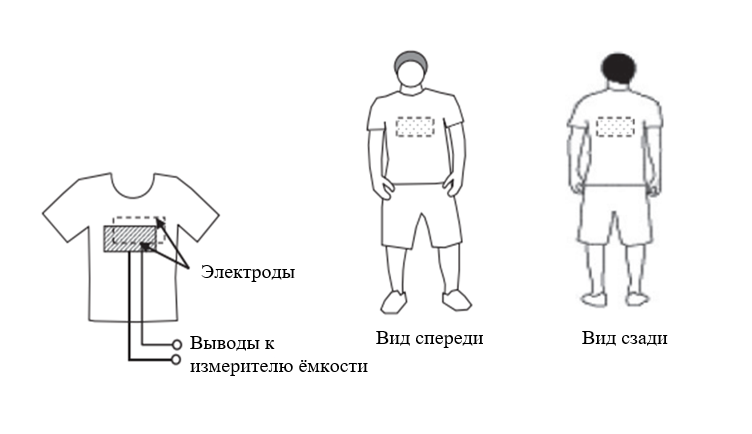 Электроды
Выводы к
измерителю ёмкости
Вид спереди
Вид сзади